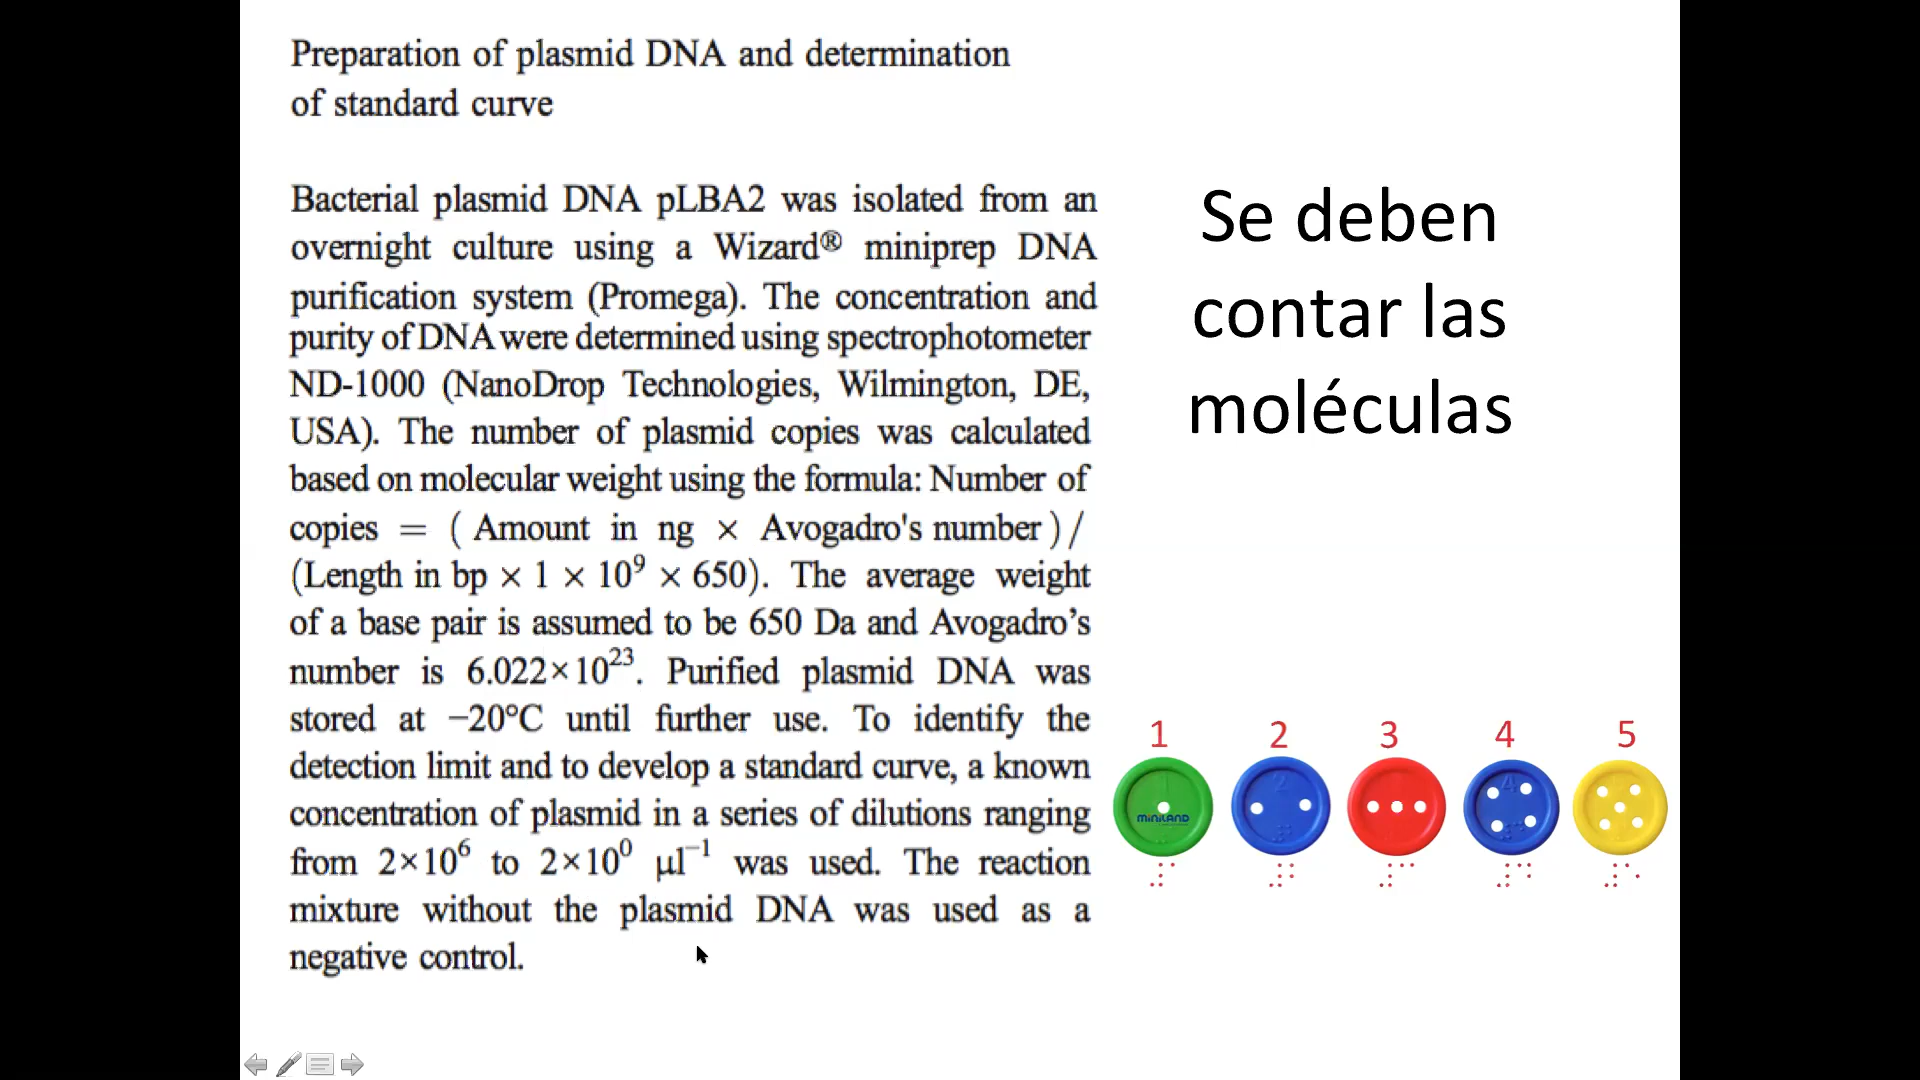 Preparation of plasmid DNA and determination
of standard curve
Bacterial plasmid DNA pLBA2 was isolated from an
overnight culture using a Wizard® miniprep DNA
purification system (Promega). The concentration and
purity of DNA were determined using spectrophotometer
ND-1000 (NanoDrop Technologies, Wilmington, DE,
USA). The number of plasmid copies was calculated
based on molecular weight using the formula: Number of
copies = ( Amount in ng × Avogadro's number ) /
(Length in bp × 1 × 10⁹ × 650). The average weight
of a base pair is assumed to be 650 Da and Avogadro’s
number is 6.022×10²³. Purified plasmid DNA was
stored at −20°C until further use. To identify the
detection limit and to develop a standard curve, a known
concentration of plasmid in a series of dilutions ranging
from 2×10⁶ to 2×10⁰ µl⁻¹ was used. The reaction
mixture without the plasmid DNA was used as a
negative control.
Se deben
contar las
moléculas
1 2 3 4 5
miniLAND